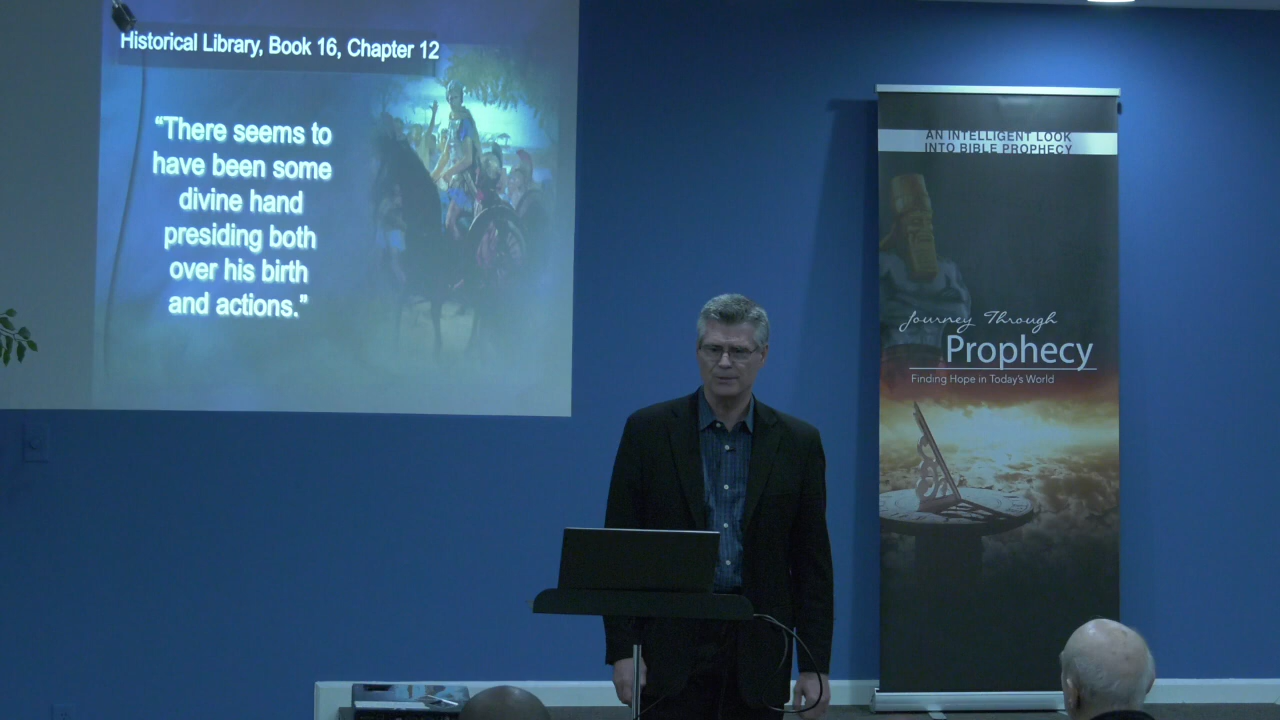 Historical Library, Book 16, Chapter 12
“There seems to
have been some
divine hand
presiding both
over his birth
and actions.”
AN INTELLIGENT LOOK
INTO BIBLE PROPHECY
Journey Through
Prophecy
Finding Hope in Today's World